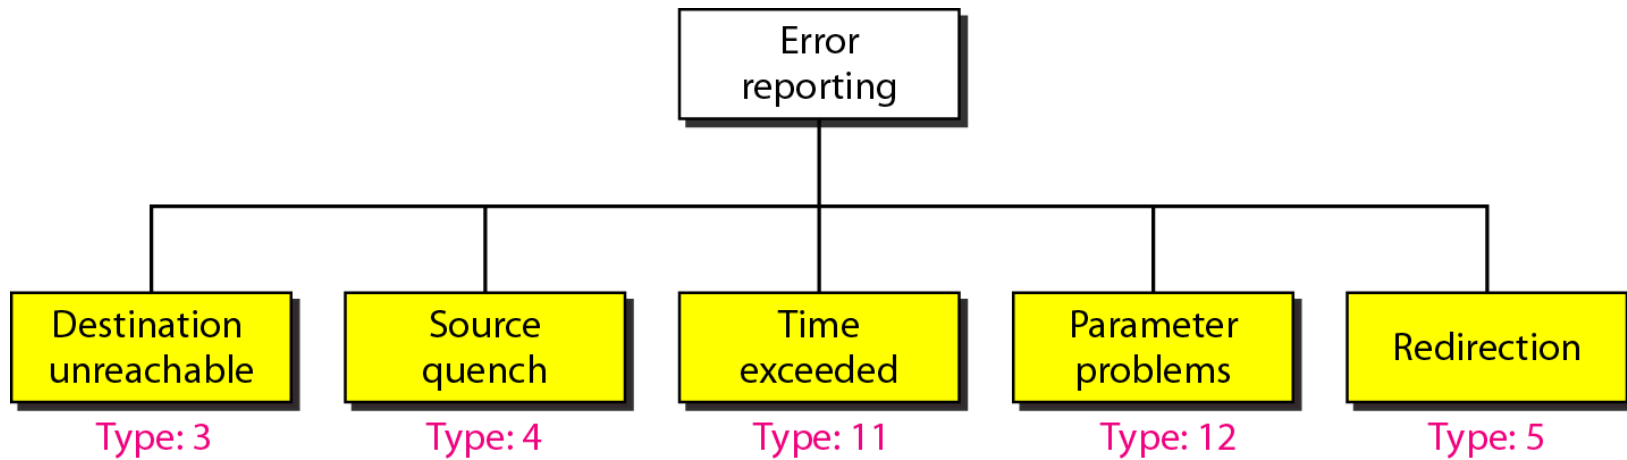 Error
reporting
Destination
unreachable
Source
quench
Time
exceeded
Parameter
problems
Redirection
Type: 3
Type: 4
Type: 11
Type: 12
Type: 5